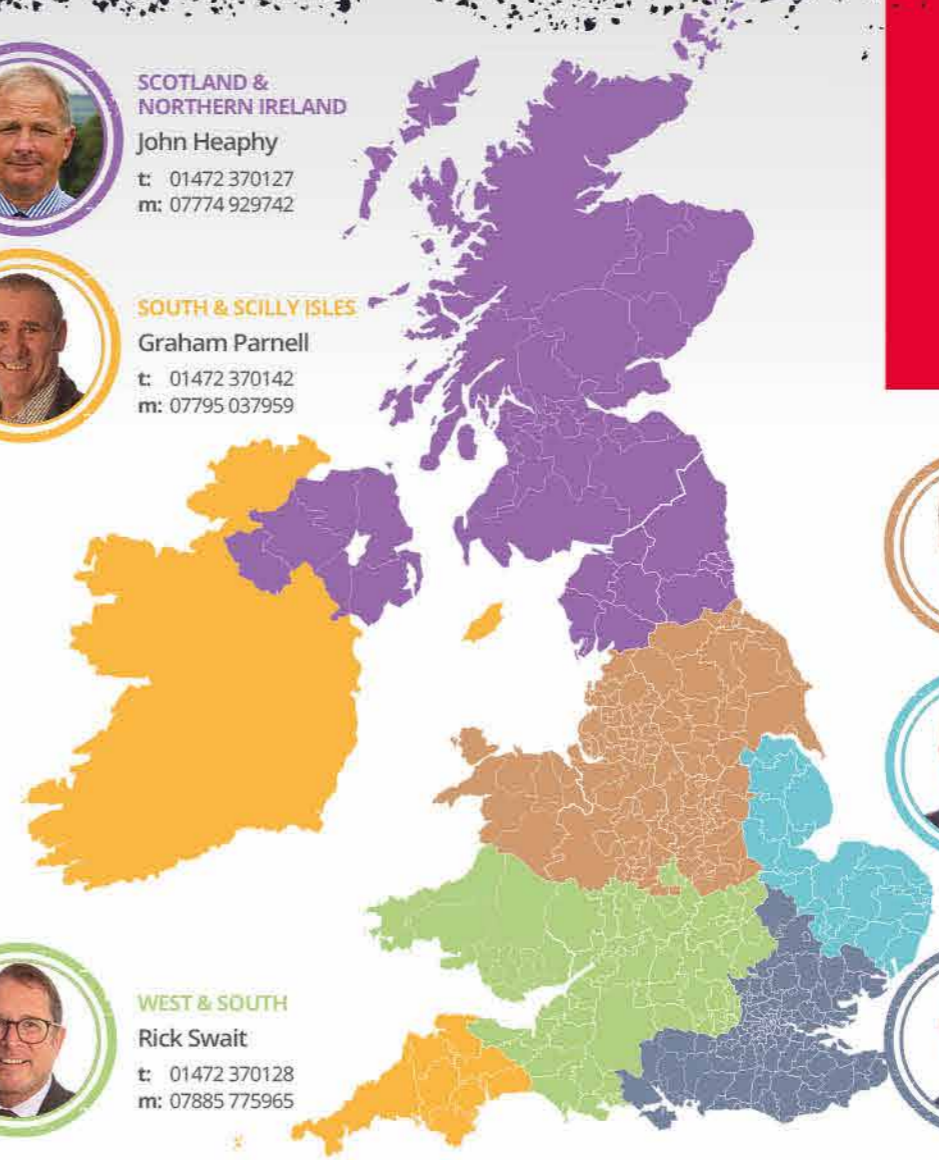 SCOTLAND &
NORTHERN IRELAND
John Heaphy
t: 01472 370127
m: 07774 929742
SOUTH & SCILLY ISLES
Graham Parnell
t: 01472 370142
m: 07795 037959
WEST & SOUTH
Rick Swait
t: 01472 370128
m: 07885 775965